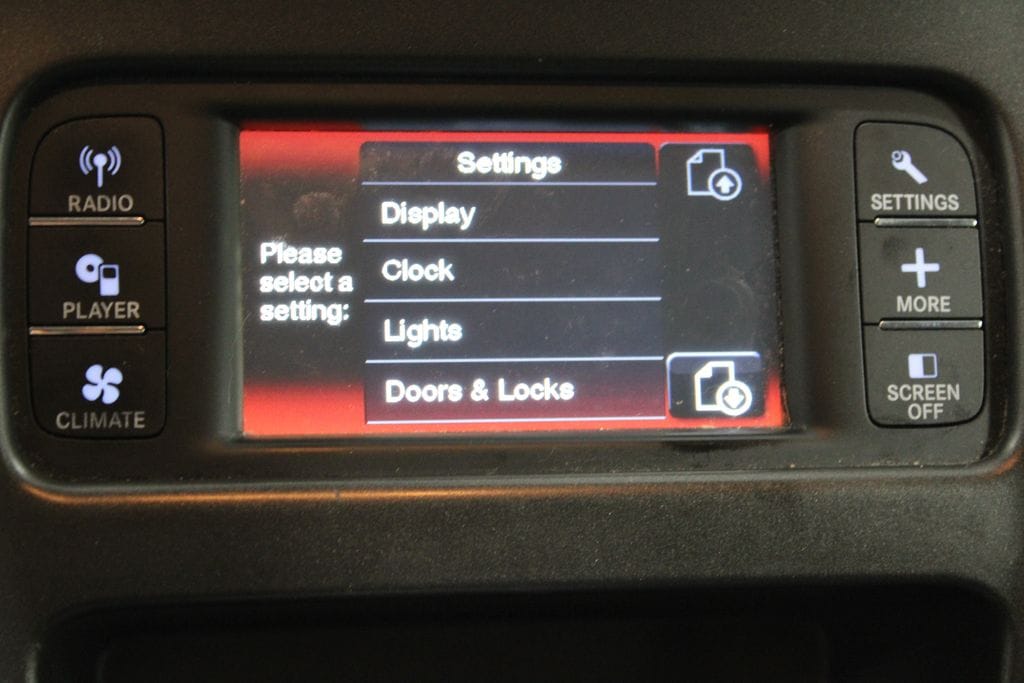 RADIO
PLAYER
CLIMATE
Settings
Please
select a
setting:
Display
Clock
Lights
Doors & Locks
SETTINGS
MORE
SCREEN
OFF